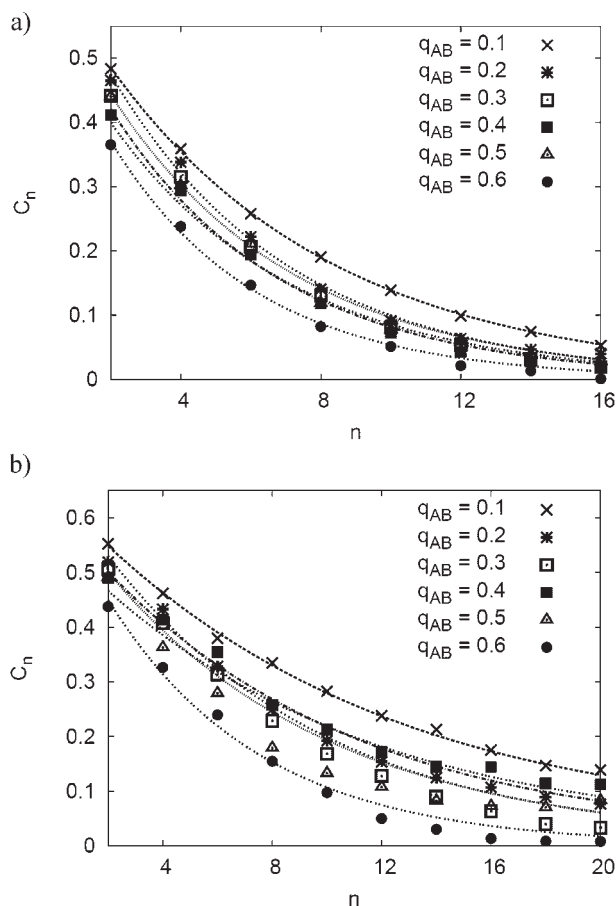 a)
0.5
0.4
0.3
0.2
0.1
0
C_n
q_AB = 0.1
q_AB = 0.2
q_AB = 0.3
q_AB = 0.4
q_AB = 0.5
q_AB = 0.6
4 8 12 16
n
b)
0.6
0.5
0.4
0.3
0.2
0.1
0
C_n
q_AB = 0.1
q_AB = 0.2
q_AB = 0.3
q_AB = 0.4
q_AB = 0.5
q_AB = 0.6
4 8 12 16 20
n